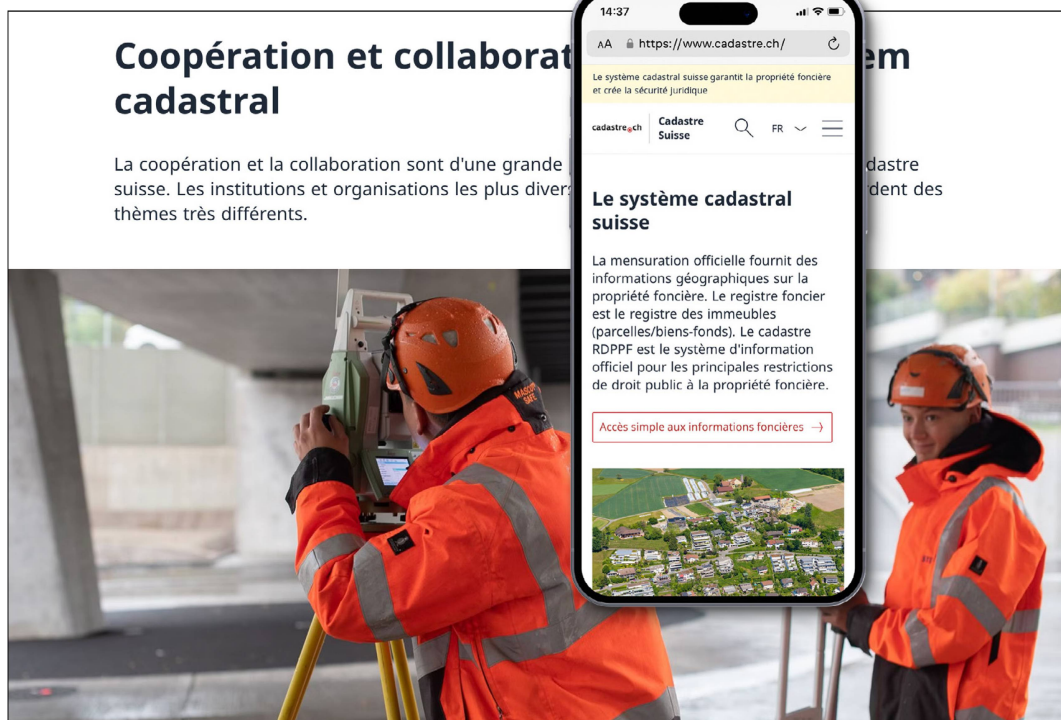 Coopération et collaborat
em
cadastral
La coopération et la collaboration sont d'une grande
dastre
suisse. Les institutions et organisations les plus divers
dent des
thèmes très différents.
14:37
AA https://www.cadastre.ch/
Le système cadastral suisse garantit la propriété foncière
et crée la sécurité juridique
cadastre.ch
Cadastre
Suisse
FR
Le système cadastral
suisse
La mensuration officielle fournit des
informations géographiques sur la
propriété foncière. Le registre foncier
est le registre des immeubles
(parcelles/biens-fonds). Le cadastre
RDPPF est le système d'information
officiel pour les principales restrictions
de droit public à la propriété foncière.
Accès simple aux informations foncières
MASCOT
SAFE